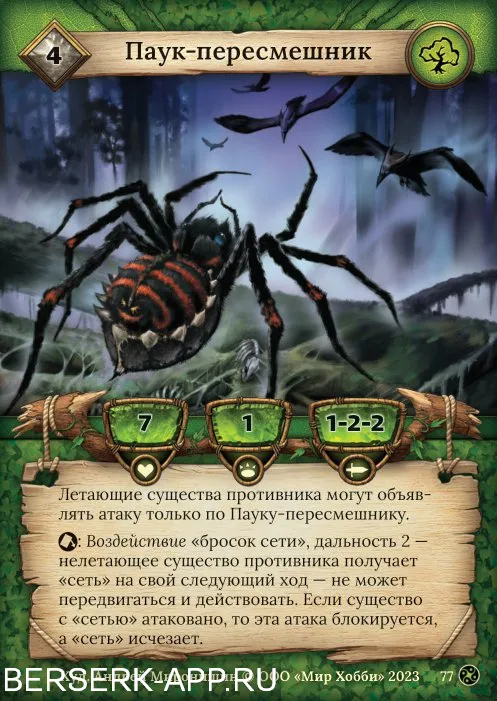 4
Паук-пересмешник
7
1
1-2-2
Летающие существа противника могут объяв-
лять атаку только по Пауку-пересмешнику.
: Воздействие «бросок сети», дальность 2 —
нелетающее существо противника получает
«сеть» на свой следующий ход — не может
передвигаться и действовать. Если существо
с «сетью» атаковано, то эта атака блокируется,
а «сеть» исчезает.
© ООО «Мир Хобби» 2023 77
BERSERK-APP.RU